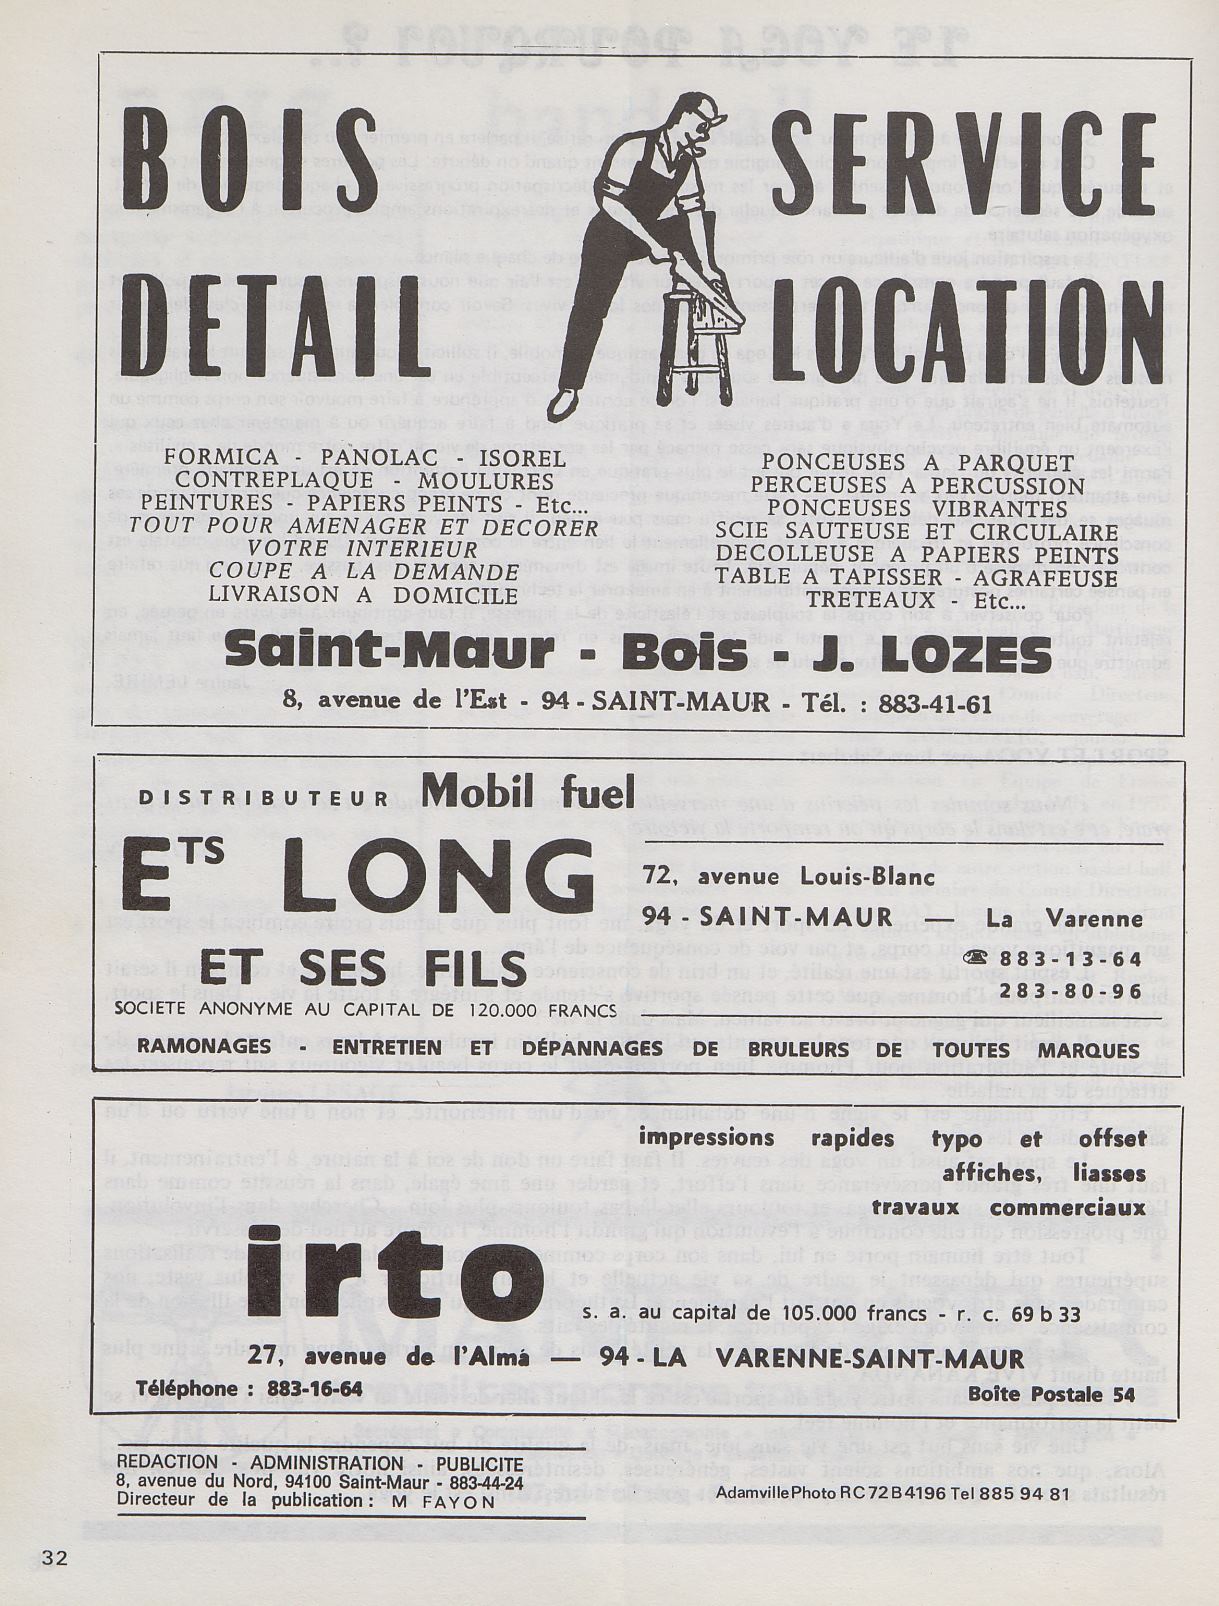 BOIS
DETAIL
SERVICE
LOCATION
FORMICA - PANOLAC - ISOREL
CONTREPLAQUE - MOULURES
PEINTURES - PAPIERS PEINTS Etc...
TOUT POUR AMENAGER ET DECORER
VOTRE INTERIEUR
COUPE A LA DEMANDE
LIVRAISON A DOMICILE
PONCEUSES A PARQUET
PERCEUSES A PERCUSSION
PONCEUSES VIBRANTES
SCIE SAUTEUSE ET CIRCULAIRE
DECOLLEUSE A PAPIERS PEINTS
TABLE A TAPISSER - AGRAFEUSE
TRETEAUX - Etc...
Saint-Maur - Bois - J. LOZES
8, avenue de l'Est - 94 - SAINT-MAUR - Tél. : 883-41-61
DISTRIBUTEUR Mobil fuel
ETS LONG
ET SES FILS
SOCIETE ANONYME AU CAPITAL DE 120.000 FRANCS
72, avenue Louis-Blanc
94 - SAINT-MAUR — La Varenne
☎ 883-13-64
283-80-96
RAMONAGES - ENTRETIEN ET DÉPANNAGES DE BRULEURS DE TOUTES MARQUES
impressions rapides typo et offset
affiches, liasses
travaux commerciaux
irto
s. a. au capital de 105.000 francs - r. c. 69 b 33
27, avenue de l'Alma — 94 - LA VARENNE-SAINT-MAUR
Téléphone : 883-16-64
Boîte Postale 54
REDACTION - ADMINISTRATION - PUBLICITE
8, avenue du Nord, 94100 Saint-Maur - 883-44-24
Directeur de la publication : M FAYON
Adamville Photo RC 72 B 4196 Tel 885 94 81
32